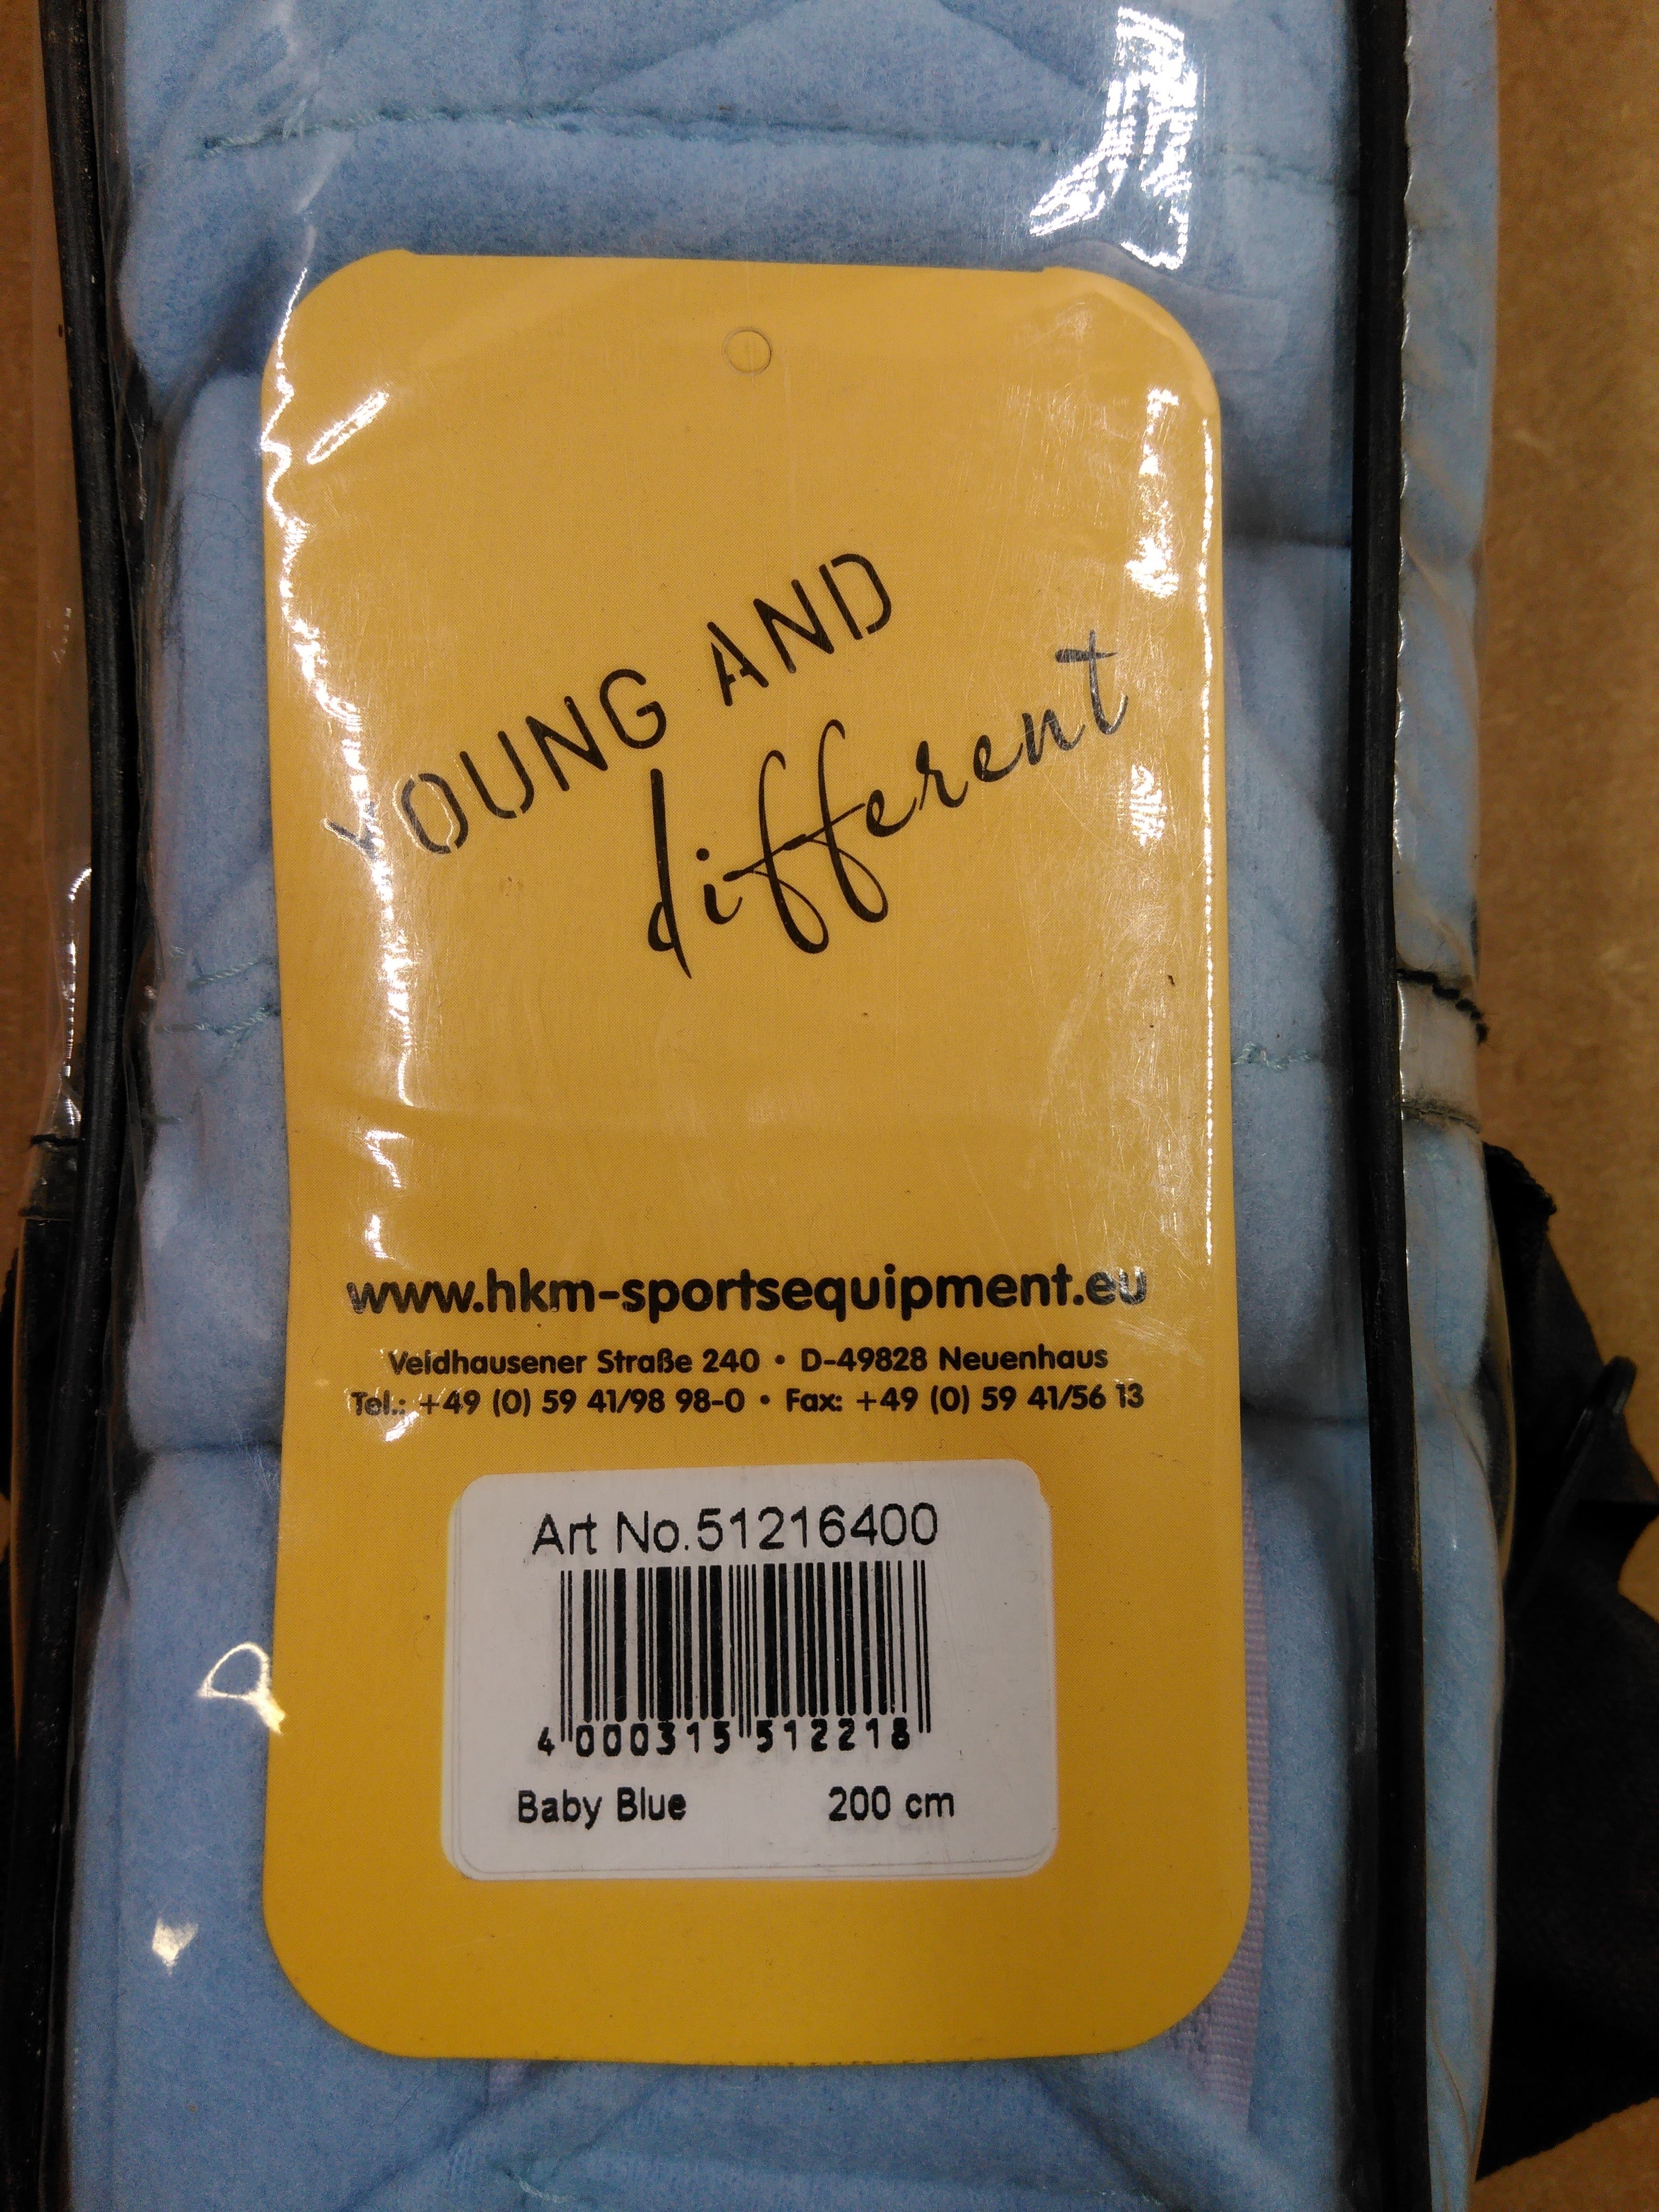 YOUNG AND
different
www.hkm-sportsequipment.eu
Veldhausener Straße 240 • D-49828 Neuenhaus
Tel.: +49 (0) 59 41/98 98-0 • Fax: +49 (0) 59 41/56 13
Art No.51216400
4 000315 512218
Baby Blue 200 cm